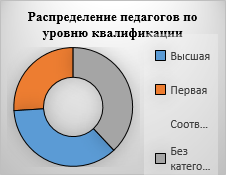 Распределение педагогов по
уровню квалификации
Высшая
Первая
Соотв...
Без
катего...